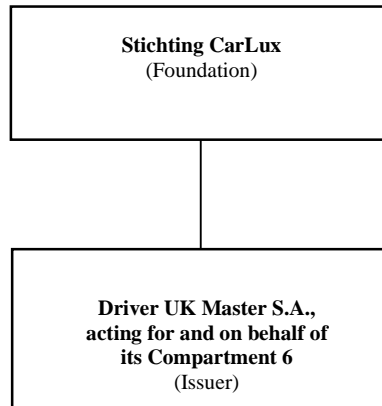 Stichting CarLux
(Foundation)
Driver UK Master S.A.,
acting for and on behalf of
its Compartment 6
(Issuer)